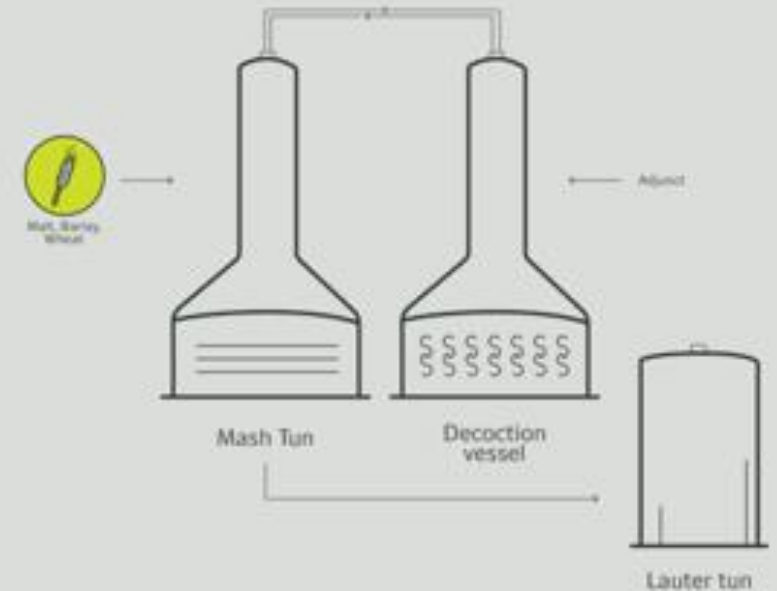 Malt, Barley,
Wheat
Adjunct
Mash Tun
Decoction
vessel
Lauter tun